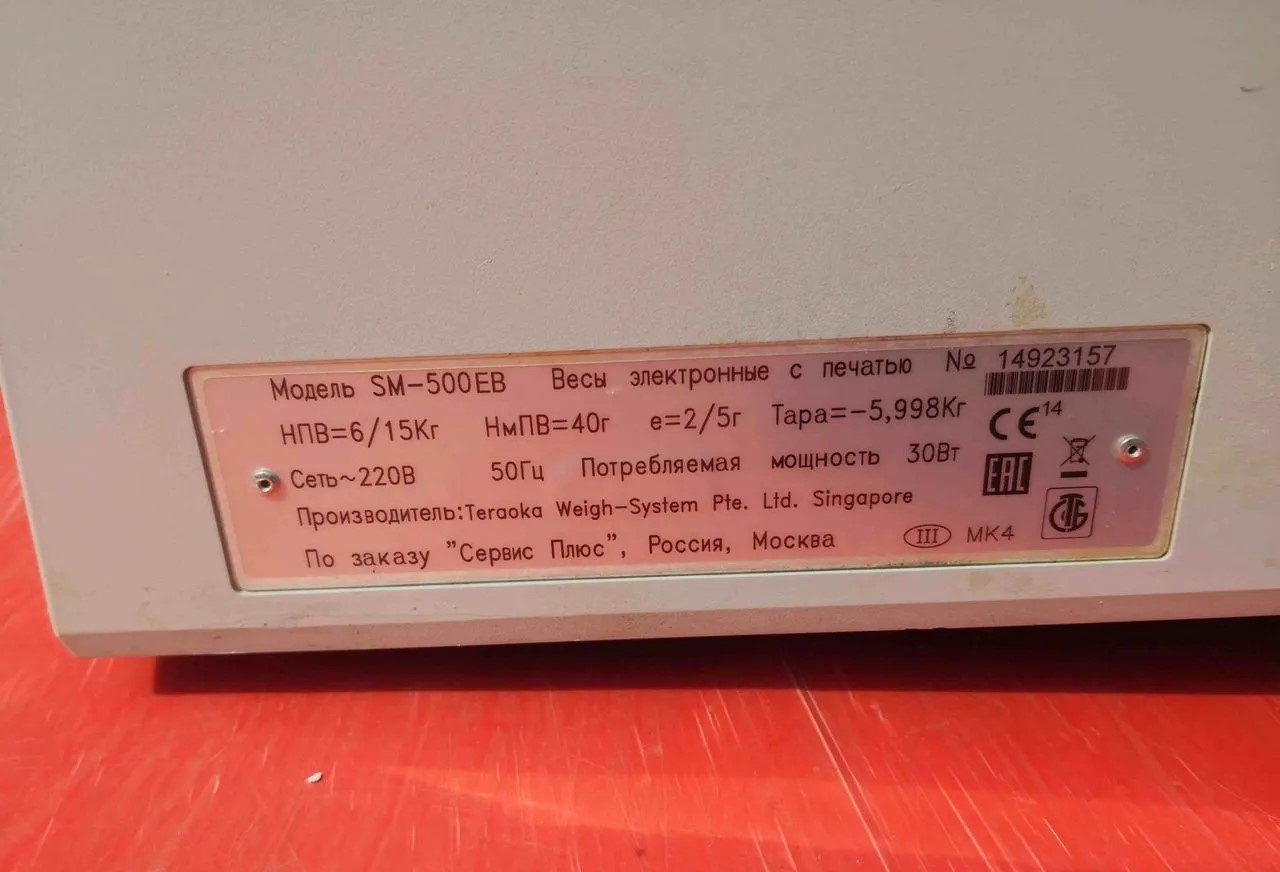 Модель SM-500EB Весы электронные с печатью № 14923157
НПВ=6/15Кг НмПВ=40г е=2/5г Тара=-5,998Кг CE 14
Сеть~220В 50Гц Потребляемая мощность 30Вт EAC
Производитель:Teraoka Weigh-System Pte. Ltd. Singapore
По заказу "Сервис Плюс", Россия, Москва III МК4